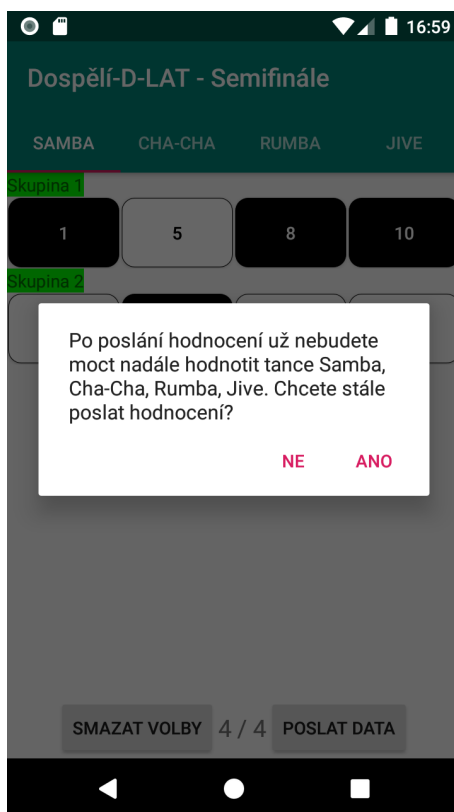 16:59
Dospělí-D-LAT - Semifinále
SAMBA CHA-CHA RUMBA JIVE
Skupina 1
1 5 8 10
Skupina 2
Po poslání hodnocení už nebudete
moct nadále hodnotit tance Samba,
Cha-Cha, Rumba, Jive. Chcete stále
poslat hodnocení?
NE ANO
SMAZAT VOLBY 4 / 4 POSLAT DATA